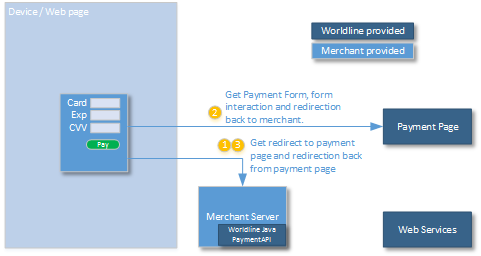 Device / Web page
Worldline provided
Merchant provided
Card
Exp
CVV
Pay
2
Get Payment Form, form
interaction and redirection
back to merchant.
Payment Page
1 3
Get redirect to payment
page and redirection back
from payment page
Merchant Server
Worldline Java
PaymentAPI
Web Services